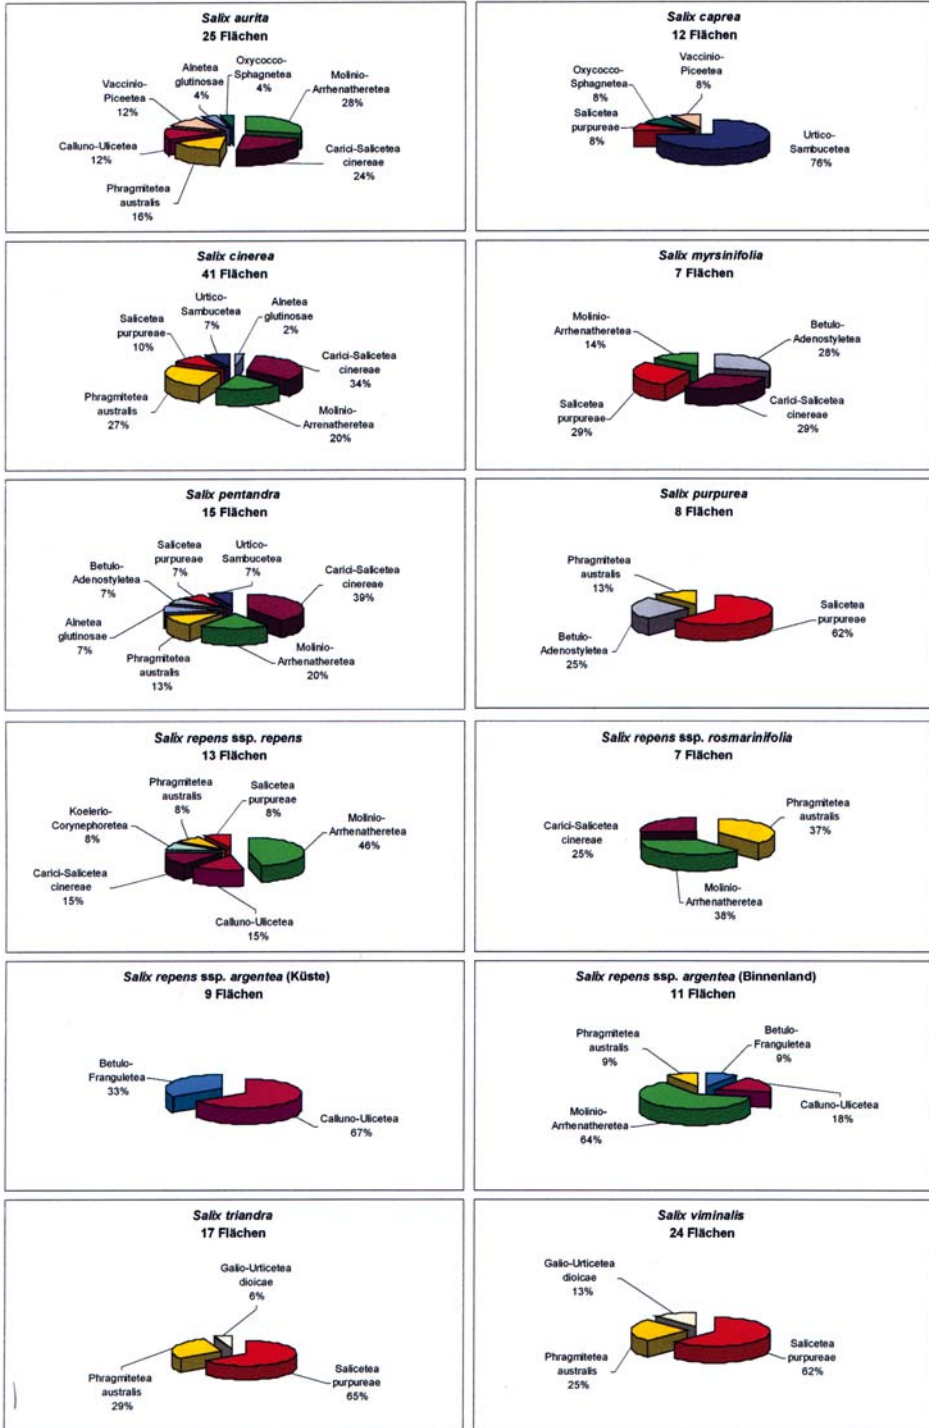 Salix aurita
25 Flächen
Oxycocco-
Sphagnetea
4%
Alnetea
glutinosae
4%
Vaccinio-
Piceetea
12%
Molinio-
Arrhenatheretea
28%
Calluno-Ulicetea
12%
Carici-Salicetea
cinereae
24%
Phragmitetea
australis
16%
Salix caprea
12 Flächen
Vaccinio-
Piceetea
8%
Oxycocco-
Sphagnetea
8%
Salicetea
purpureae
8%
Urtico-
Sambucetea
76%
Salix cinerea
41 Flächen
Urtico-
Sambucetea
7%
Alnetea
glutinosae
2%
Salicetea
purpureae
10%
Carici-Salicetea
cinereae
34%
Phragmitetea
australis
27%
Molinio-
Arrenatheretea
20%
Salix myrsinifolia
7 Flächen
Molinio-
Arrhenatheretea
14%
Betulo-
Adenostyletea
28%
Salicetea
purpureae
29%
Carici-Salicetea
cinereae
29%
Salix pentandra
15 Flächen
Salicetea
purpureae
7%
Urtico-
Sambucetea
7%
Betulo-
Adenostyletea
7%
Carici-Salicetea
cinereae
39%
Alnetea
glutinosae
7%
Phragmitetea
australis
13%
Molinio-
Arrhenatheretea
20%
Salix purpurea
8 Flächen
Phragmitetea
australis
13%
Salicetea
purpureae
62%
Betulo-
Adenostyletea
25%
Salix repens ssp. repens
13 Flächen
Phragmitetea
australis
8%
Salicetea
purpureae
8%
Koelerio-
Corynephoretea
8%
Molinio-
Arrhenatheretea
46%
Carici-Salicetea
cinereae
15%
Calluno-Ulicetea
15%
Salix repens ssp. rosmarinifolia
7 Flächen
Phragmitetea
australis
37%
Carici-Salicetea
cinereae
25%
Molinio-
Arrhenatheretea
38%
Salix repens ssp. argentea (Küste)
9 Flächen
Betulo-
Franguletea
33%
Calluno-Ulicetea
67%
Salix repens ssp. argentea (Binnenland)
11 Flächen
Phragmitetea
australis
9%
Betulo-
Franguletea
9%
Molinio-
Arrhenatheretea
64%
Calluno-Ulicetea
18%
Salix triandra
17 Flächen
Galio-Urticetea
dioicae
6%
Phragmitetea
australis
29%
Salicetea
purpureae
65%
Salix viminalis
24 Flächen
Galio-Urticetea
dioicae
13%
Phragmitetea
australis
25%
Salicetea
purpureae
62%